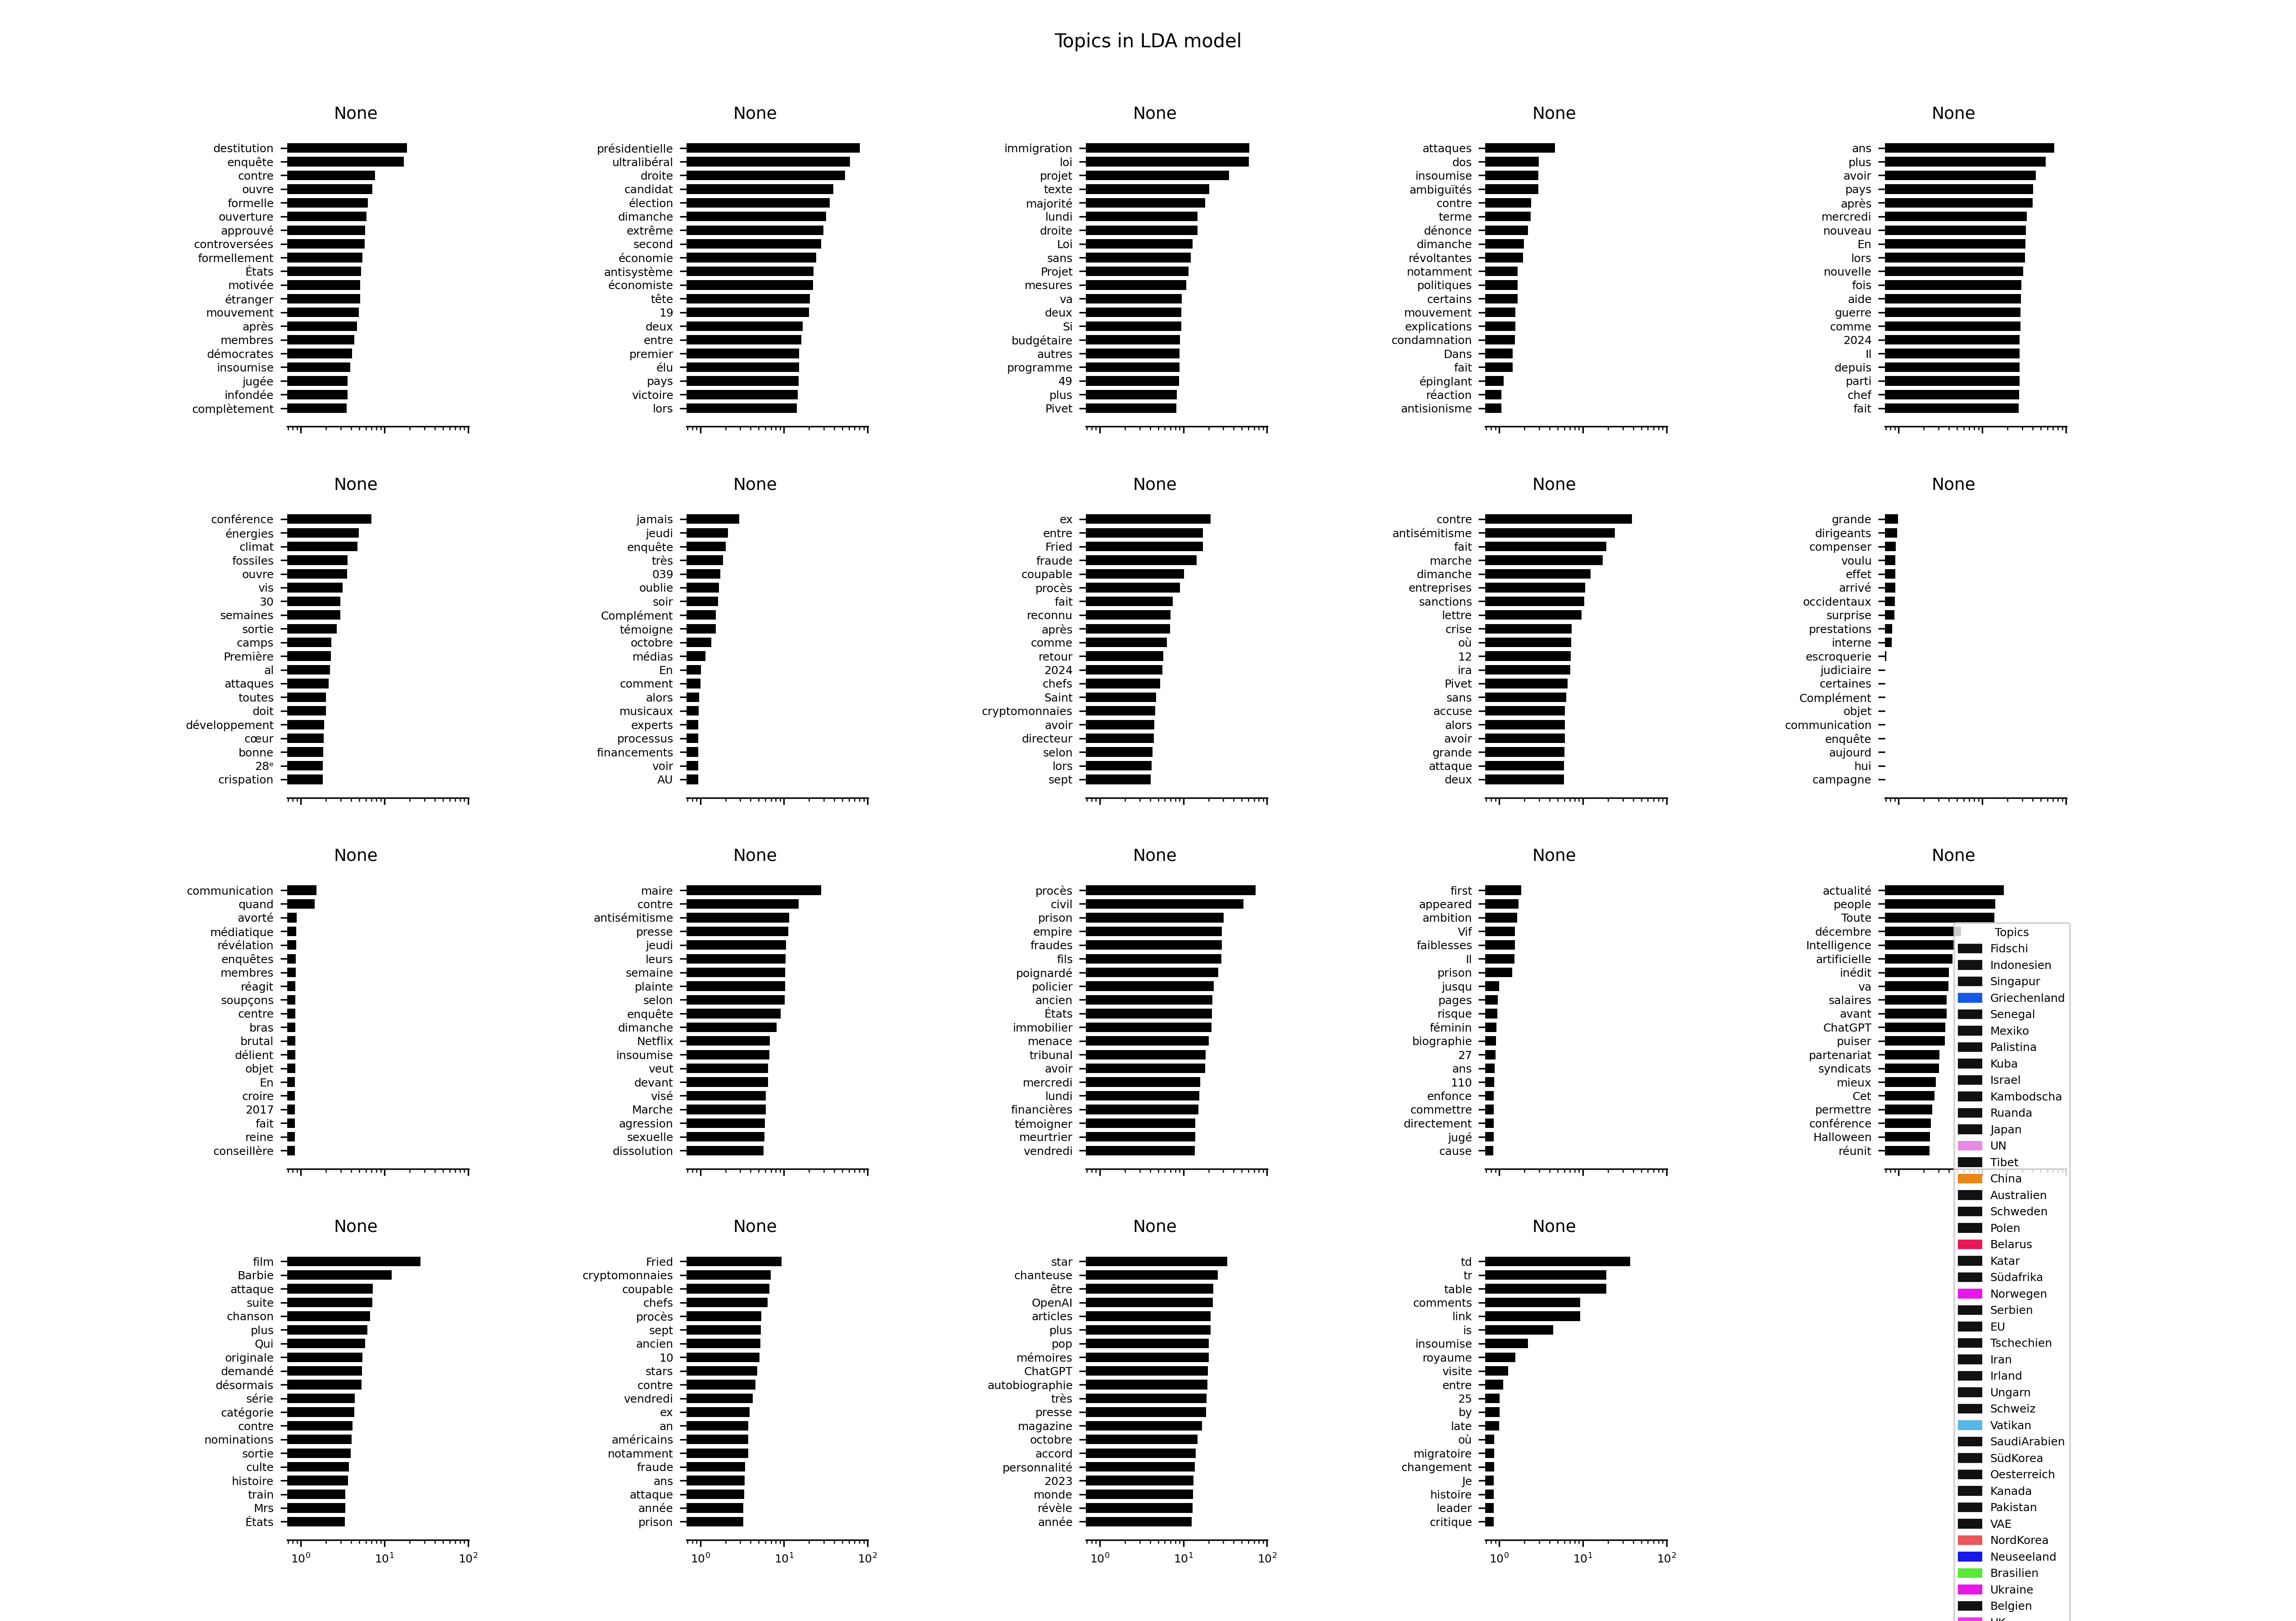 Topics in LDA model
None
destitution
enquête
contre
ouvre
formelle
ouverture
approuvé
controversées
formellement
États
motivée
étranger
mouvement
après
membres
démocrates
insoumise
jugée
infondée
complètement
None
présidentielle
ultralibéral
droite
candidat
élection
dimanche
extrême
second
économie
antisystème
économiste
tête
19
deux
entre
premier
élu
pays
victoire
lors
None
immigration
loi
projet
texte
majorité
lundi
droite
Loi
sans
Projet
mesures
va
deux
Si
budgétaire
autres
programme
49
plus
Pivet
None
attaques
dos
insoumise
ambiguïtés
contre
terme
dénonce
dimanche
révoltantes
notamment
politiques
certains
mouvement
explications
condamnation
Dans
fait
épinglant
réaction
antisionisme
None
ans
plus
avoir
pays
après
mercredi
nouveau
En
lors
nouvelle
fois
aide
guerre
comme
2024
Il
depuis
parti
chef
fait
None
conférence
énergies
climat
fossiles
ouvre
vis
30
semaines
sortie
camps
Première
al
attaques
toutes
doit
développement
cœur
bonne
28ᵉ
crispation
None
jamais
jeudi
enquête
très
039
oublie
soir
Complément
témoigne
octobre
médias
En
comment
alors
musicaux
experts
processus
financements
voir
AU
None
ex
entre
Fried
fraude
coupable
procès
fait
reconnu
après
comme
retour
2024
chefs
Saint
cryptomonnaies
avoir
directeur
selon
lors
sept
None
contre
antisémitisme
fait
marche
dimanche
entreprises
sanctions
lettre
crise
où
12
ira
Pivet
sans
accuse
alors
avoir
grande
attaque
deux
None
grande
dirigeants
compenser
voulu
effet
arrivé
occidentaux
surprise
prestations
interne
escroquerie
judiciaire
certaines
Complément
objet
communication
enquête
aujourd
hui
campagne
None
communication
quand
avorté
médiatique
révélation
enquêtes
membres
réagit
soupçons
centre
bras
brutal
délient
objet
En
croire
2017
fait
reine
conseillère
None
maire
contre
antisémitisme
presse
jeudi
leurs
semaine
plainte
selon
enquête
dimanche
Netflix
insoumise
veut
devant
visé
Marche
agression
sexuelle
dissolution
None
procès
civil
prison
empire
fraudes
fils
poignardé
policier
ancien
États
immobilier
menace
tribunal
avoir
mercredi
lundi
financières
témoigner
meurtrier
vendredi
None
first
appeared
ambition
Vif
faiblesses
Il
prison
jusqu
pages
risque
féminin
biographie
27
ans
110
enfonce
commettre
directement
jugé
cause
None
actualité
people
Toute
décembre
Intelligence
artificielle
inédit
va
salaires
avant
ChatGPT
puiser
partenariat
syndicats
mieux
Cet
permettre
conférence
Halloween
réunit
None
film
Barbie
attaque
suite
chanson
plus
Qui
originale
demandé
désormais
série
catégorie
contre
nominations
sortie
culte
histoire
train
Mrs
États
10⁰ 10¹ 10²
None
Fried
cryptomonnaies
coupable
chefs
procès
sept
ancien
10
stars
contre
vendredi
ex
an
américains
notamment
fraude
ans
attaque
année
prison
10⁰ 10¹ 10²
None
star
chanteuse
être
OpenAI
articles
plus
pop
mémoires
ChatGPT
autobiographie
très
presse
magazine
octobre
accord
personnalité
2023
monde
révèle
année
10⁰ 10¹ 10²
None
td
tr
table
comments
link
is
insoumise
royaume
visite
entre
25
by
late
où
migratoire
changement
Je
histoire
leader
critique
10⁰ 10¹ 10²
Topics
Fidschi
Indonesien
Singapur
Griechenland
Senegal
Mexiko
Palistina
Kuba
Israel
Kambodscha
Ruanda
Japan
UN
Tibet
China
Australien
Schweden
Polen
Belarus
Katar
Südafrika
Norwegen
Serbien
EU
Tschechien
Iran
Irland
Ungarn
Schweiz
Vatikan
SaudiArabien
SüdKorea
Oesterreich
Kanada
Pakistan
VAE
NordKorea
Neuseeland
Brasilien
Ukraine
Belgien